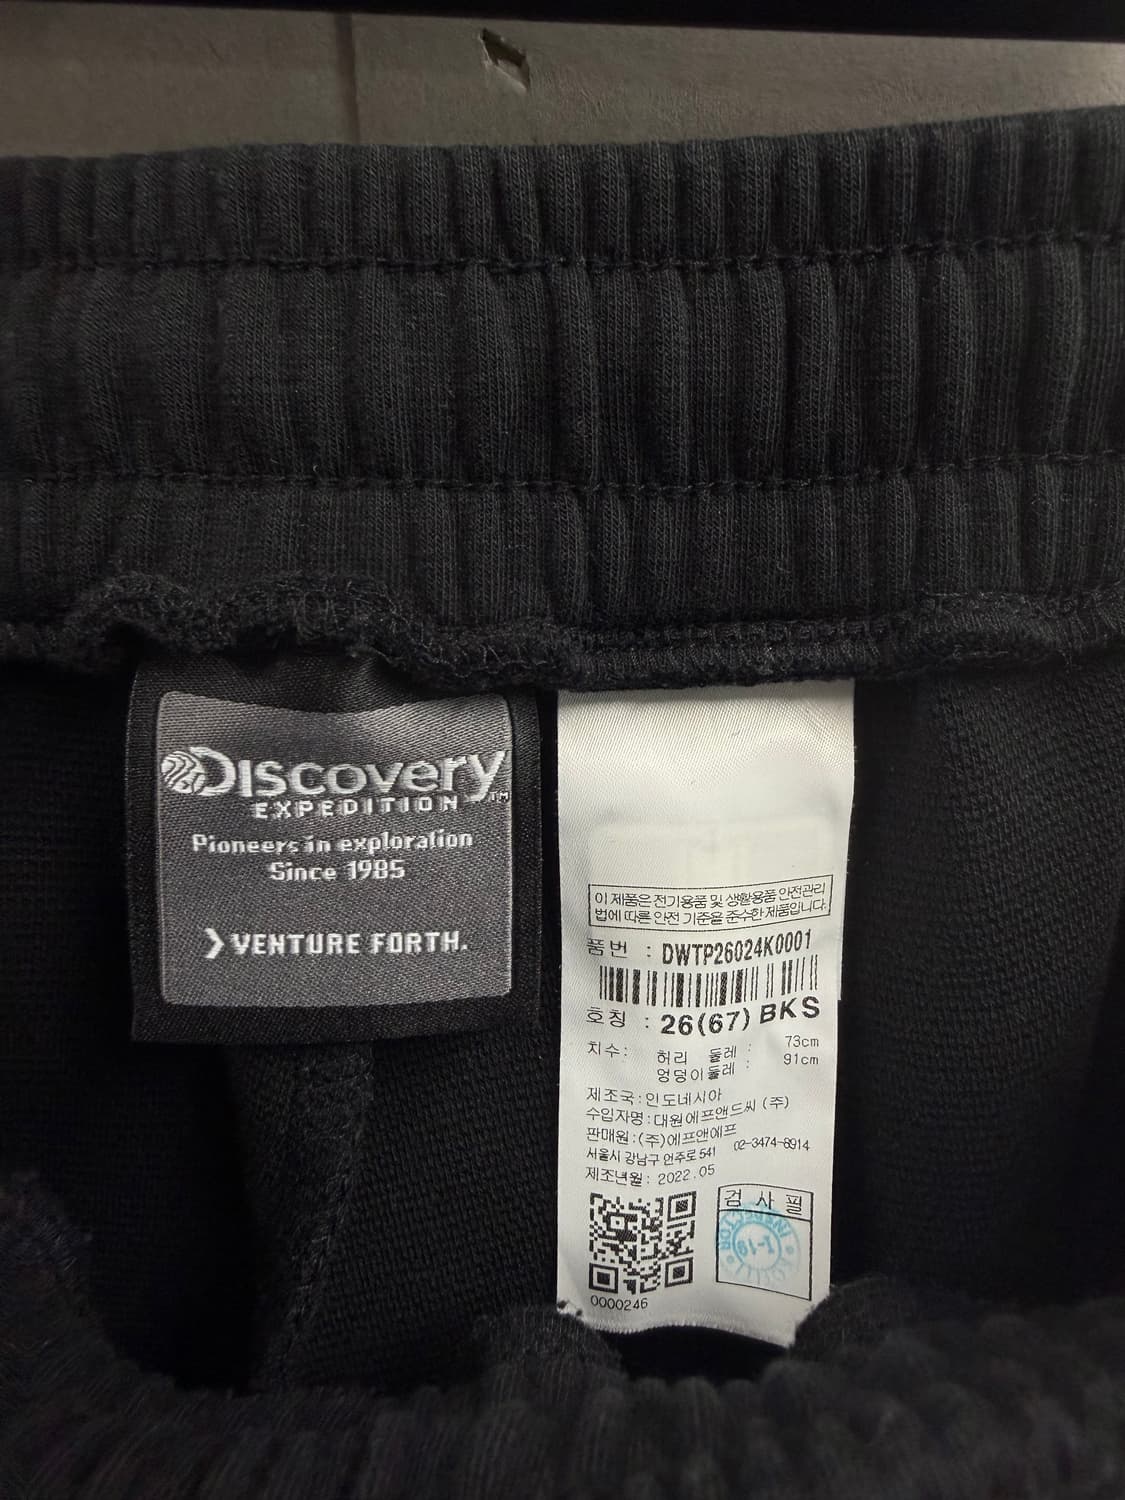 DISCOVERY
EXPEDITION™
Pioneers in exploration
Since 1985
VENTURE FORTH.
이 제품은 전기용품 및 생활용품 안전관리
법에 따른 안전 기준을 준수한 제품입니다.
품번 : DWTP26024K0001
호칭 : 26(67) BKS
치수: 허리 둘레 : 73cm
엉덩이둘레 : 91cm
제조국:인도네시아
수입자명:대원에프앤드씨 (주)
판매원:(주)에프앤에프
서울시 강남구 언주로 541 02-3474-8914
제조년월: 2022.05
검사필
INSPECTOR
1-19
0000246